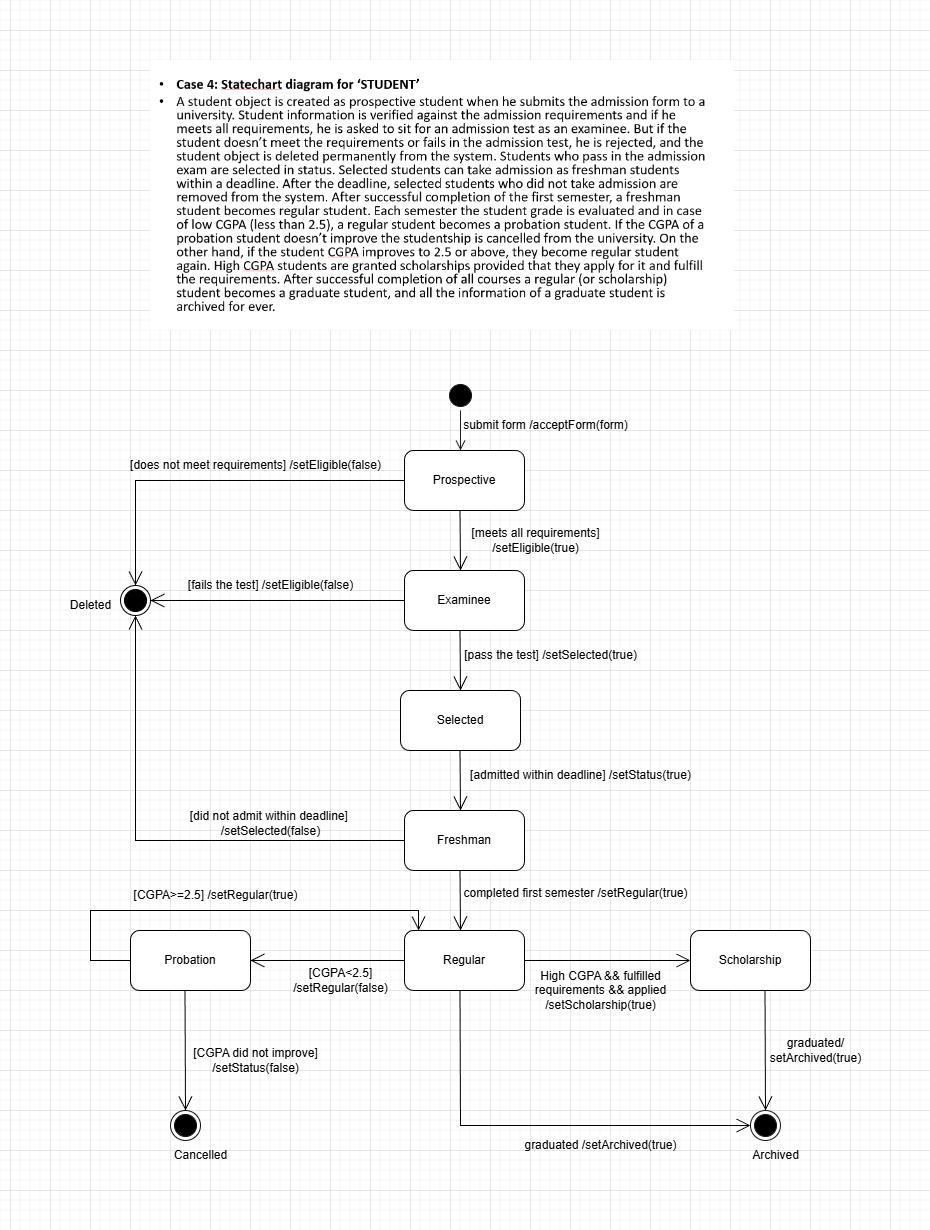 • Case 4: Statechart diagram for ‘STUDENT’
• A student object is created as prospective student when he submits the admission form to a
university. Student information is verified against the admission requirements and if he
meets all requirements, he is asked to sit for an admission test as an examinee. But if the
student doesn’t meet the requirements or fails in the admission test, he is rejected, and the
student object is deleted permanently from the system. Students who pass in the admission
exam are selected in status. Selected students can take admission as freshman students
within a deadline. After the deadline, selected students who did not take admission are
removed from the system. After successful completion of the first semester, a freshman
student becomes regular student. Each semester the student grade is evaluated and in case
of low CGPA (less than 2.5), a regular student becomes a probation student. If the CGPA of a
probation student doesn’t improve the studentship is cancelled from the university. On the
other hand, if the student CGPA improves to 2.5 or above, they become regular student
again. High CGPA students are granted scholarships provided that they apply for it and fulfill
the requirements. After successful completion of all courses a regular (or scholarship)
student becomes a graduate student, and all the information of a graduate student is
archived for ever.
submit form /acceptForm(form)
[does not meet requirements] /setEligible(false)
Prospective
[meets all requirements]
/setEligible(true)
[fails the test] /setEligible(false)
Deleted
Examinee
[pass the test] /setSelected(true)
Selected
[admitted within deadline] /setStatus(true)
[did not admit within deadline]
/setSelected(false)
Freshman
[CGPA>=2.5] /setRegular(true)
completed first semester /setRegular(true)
Probation
Regular
Scholarship
[CGPA<2.5]
/setRegular(false)
High CGPA && fulfilled
requirements && applied
/setScholarship(true)
[CGPA did not improve]
/setStatus(false)
graduated/
setArchived(true)
graduated /setArchived(true)
Cancelled
Archived